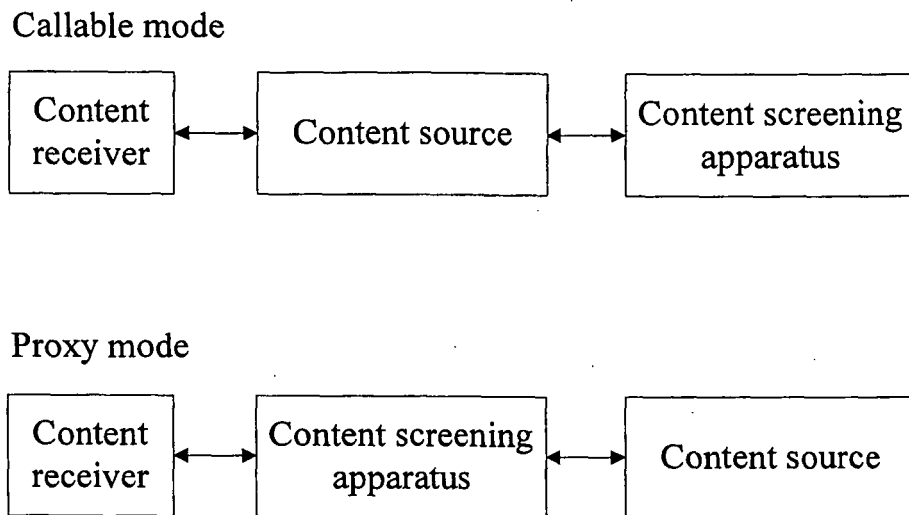 Callable mode
Content
receiver
Content source
Content screening
apparatus
Proxy mode
Content
receiver
Content screening
apparatus
Content source